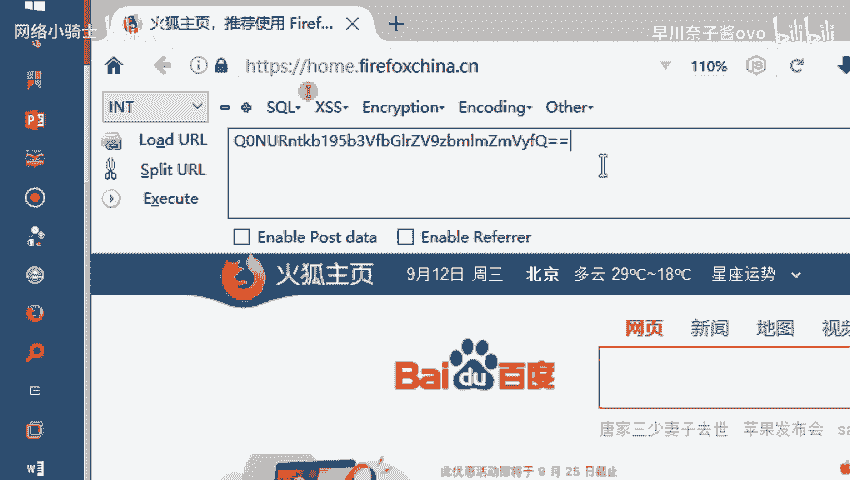 网络小骑士
火狐主页，推荐使用 Firef...
早川奈子酱ovo bilibili
https://home.firefoxchina.cn
110%
INT
SQL XSS Encryption Encoding Other
Load URL
Q0NURntkb195b3VfbGlrZV9zbmlmZmVyfQ==
Split URL
Execute
Enable Post data Enable Referrer
火狐主页 9月12日 周三 北京 多云 29℃~18℃ 星座运势
网页 新闻 地图 视频
Bai du 百度
唐家三少妻子去世 苹果发布会 sa
此优惠活动即将于 9 月 25 日截止